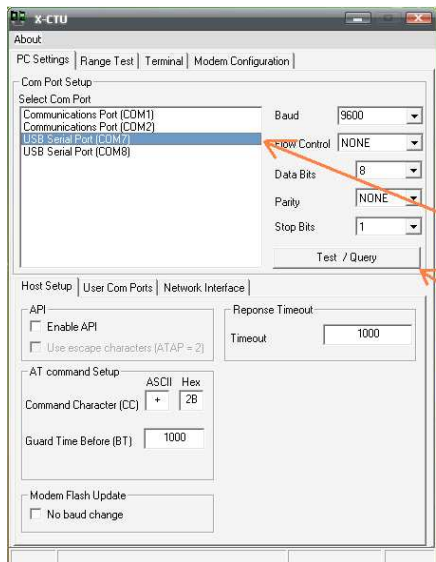 X-CTU
About
PC Settings Range Test Terminal Modem Configuration
Com Port Setup
Select Com Port
Communications Port (COM1)
Communications Port (COM2)
USB Serial Port (COM7)
USB Serial Port (COM8)
Baud 9600
Flow Control NONE
Data Bits 8
Parity NONE
Stop Bits 1
Test / Query
Host Setup User Com Ports Network Interface
API
Enable API
Use escape characters (ATAP = 2)
Reponse Timeout
Timeout 1000
AT command Setup
ASCII Hex
Command Character (CC) + 2B
Guard Time Before (BT) 1000
Modem Flash Update
No baud change